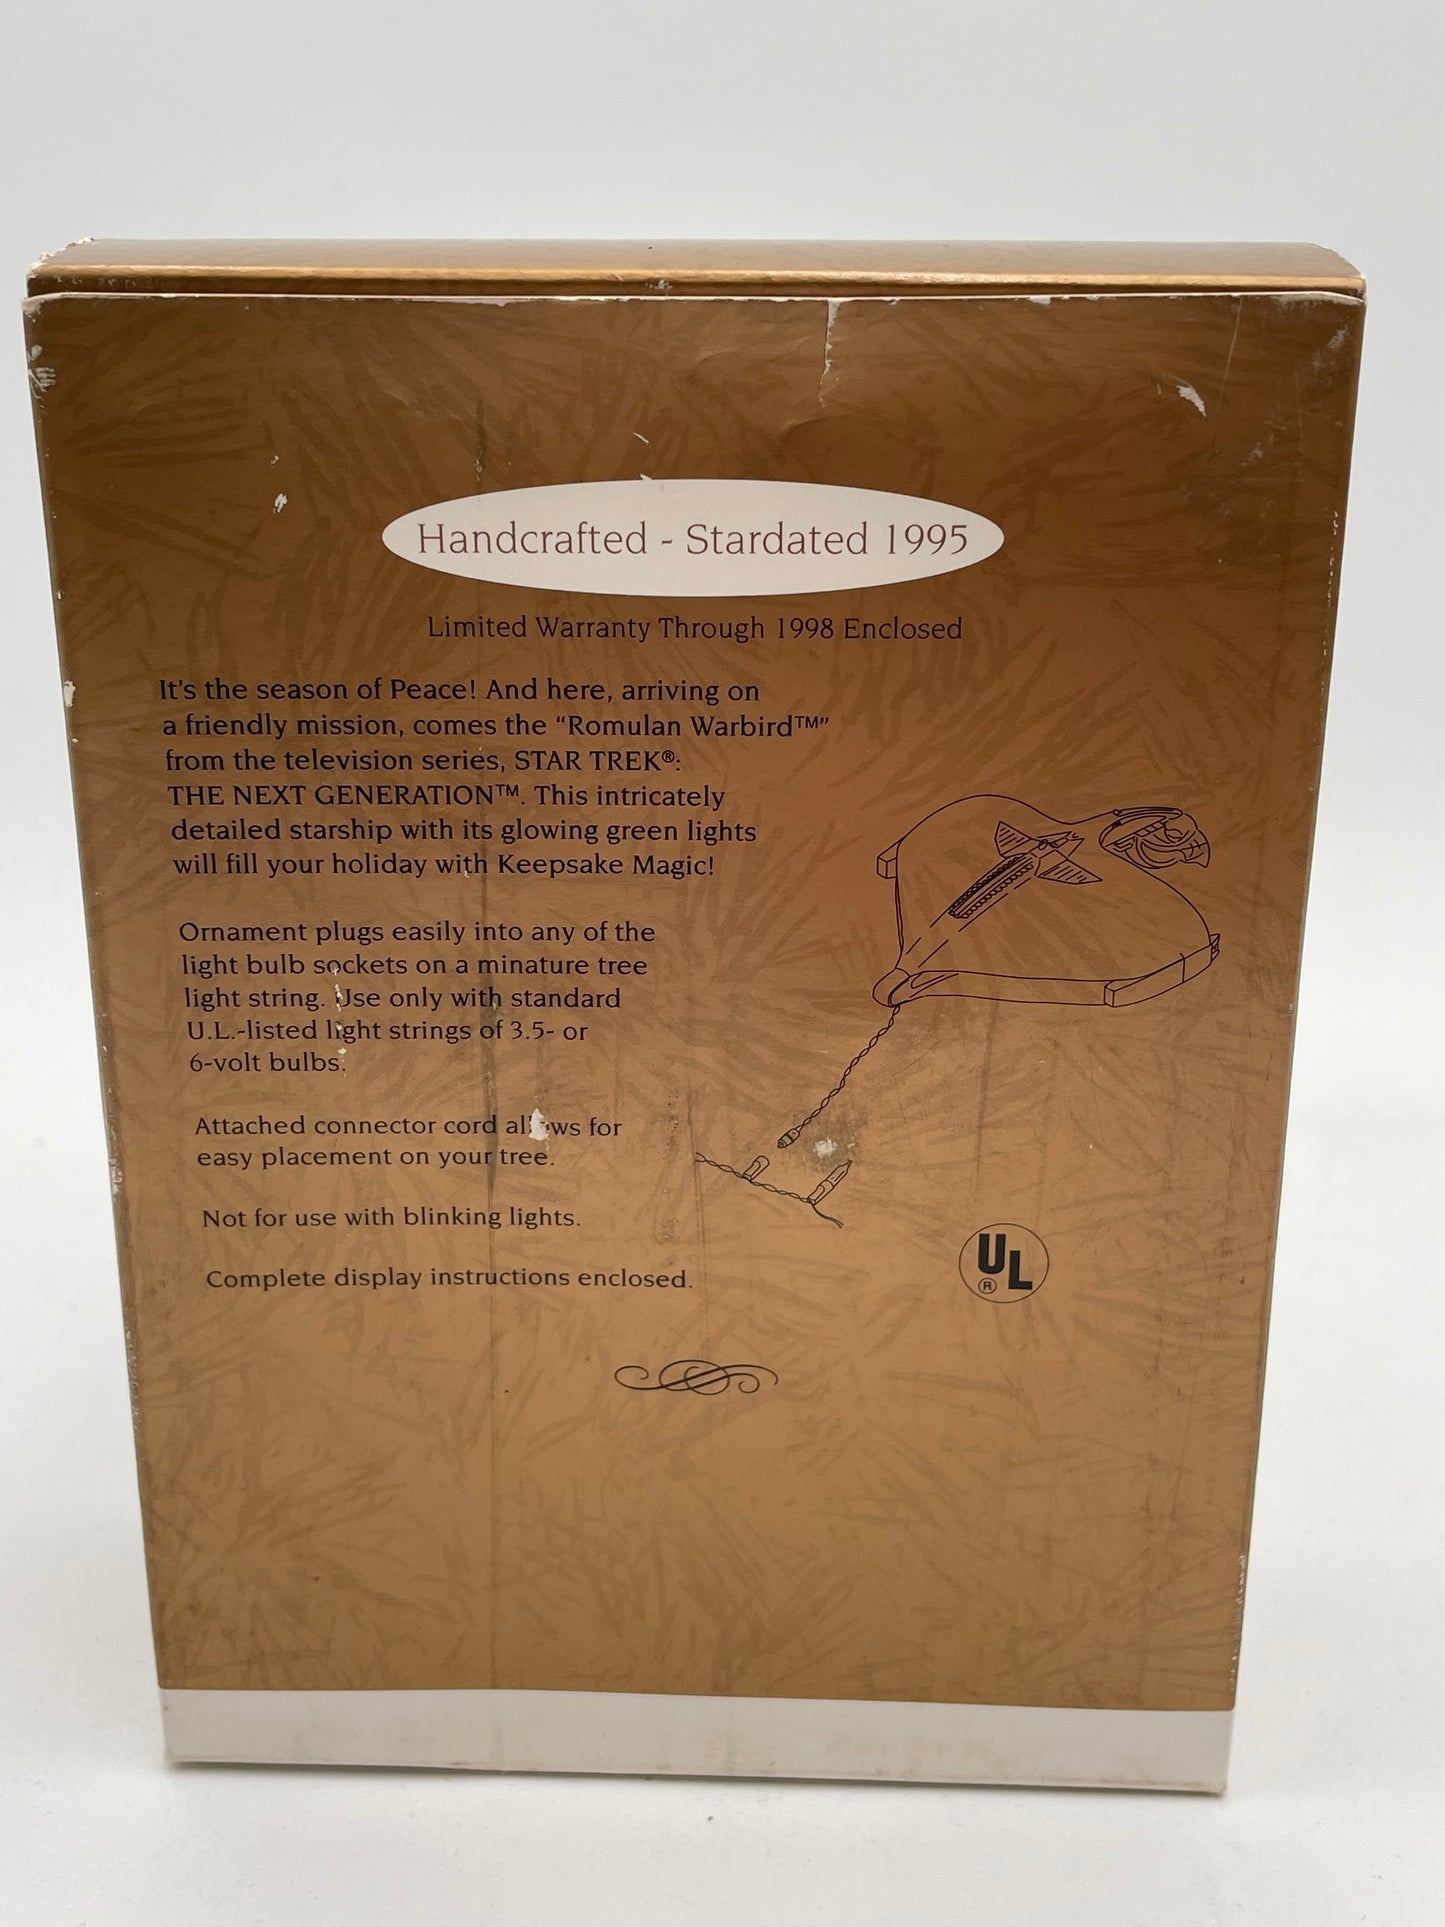 Handcrafted - Stardated 1995
Limited Warranty Through 1998 Enclosed
It's the season of Peace! And here, arriving on
a friendly mission, comes the “Romulan Warbird™”
from the television series, STAR TREK®:
THE NEXT GENERATION™. This intricately
detailed starship with its glowing green lights
will fill your holiday with Keepsake Magic!
Ornament plugs easily into any of the
light bulb sockets on a minature tree
light string. Use only with standard
U.L.-listed light strings of 3.5- or
6-volt bulbs.
Attached connector cord allows for
easy placement on your tree.
Not for use with blinking lights.
Complete display instructions enclosed.
UL
®